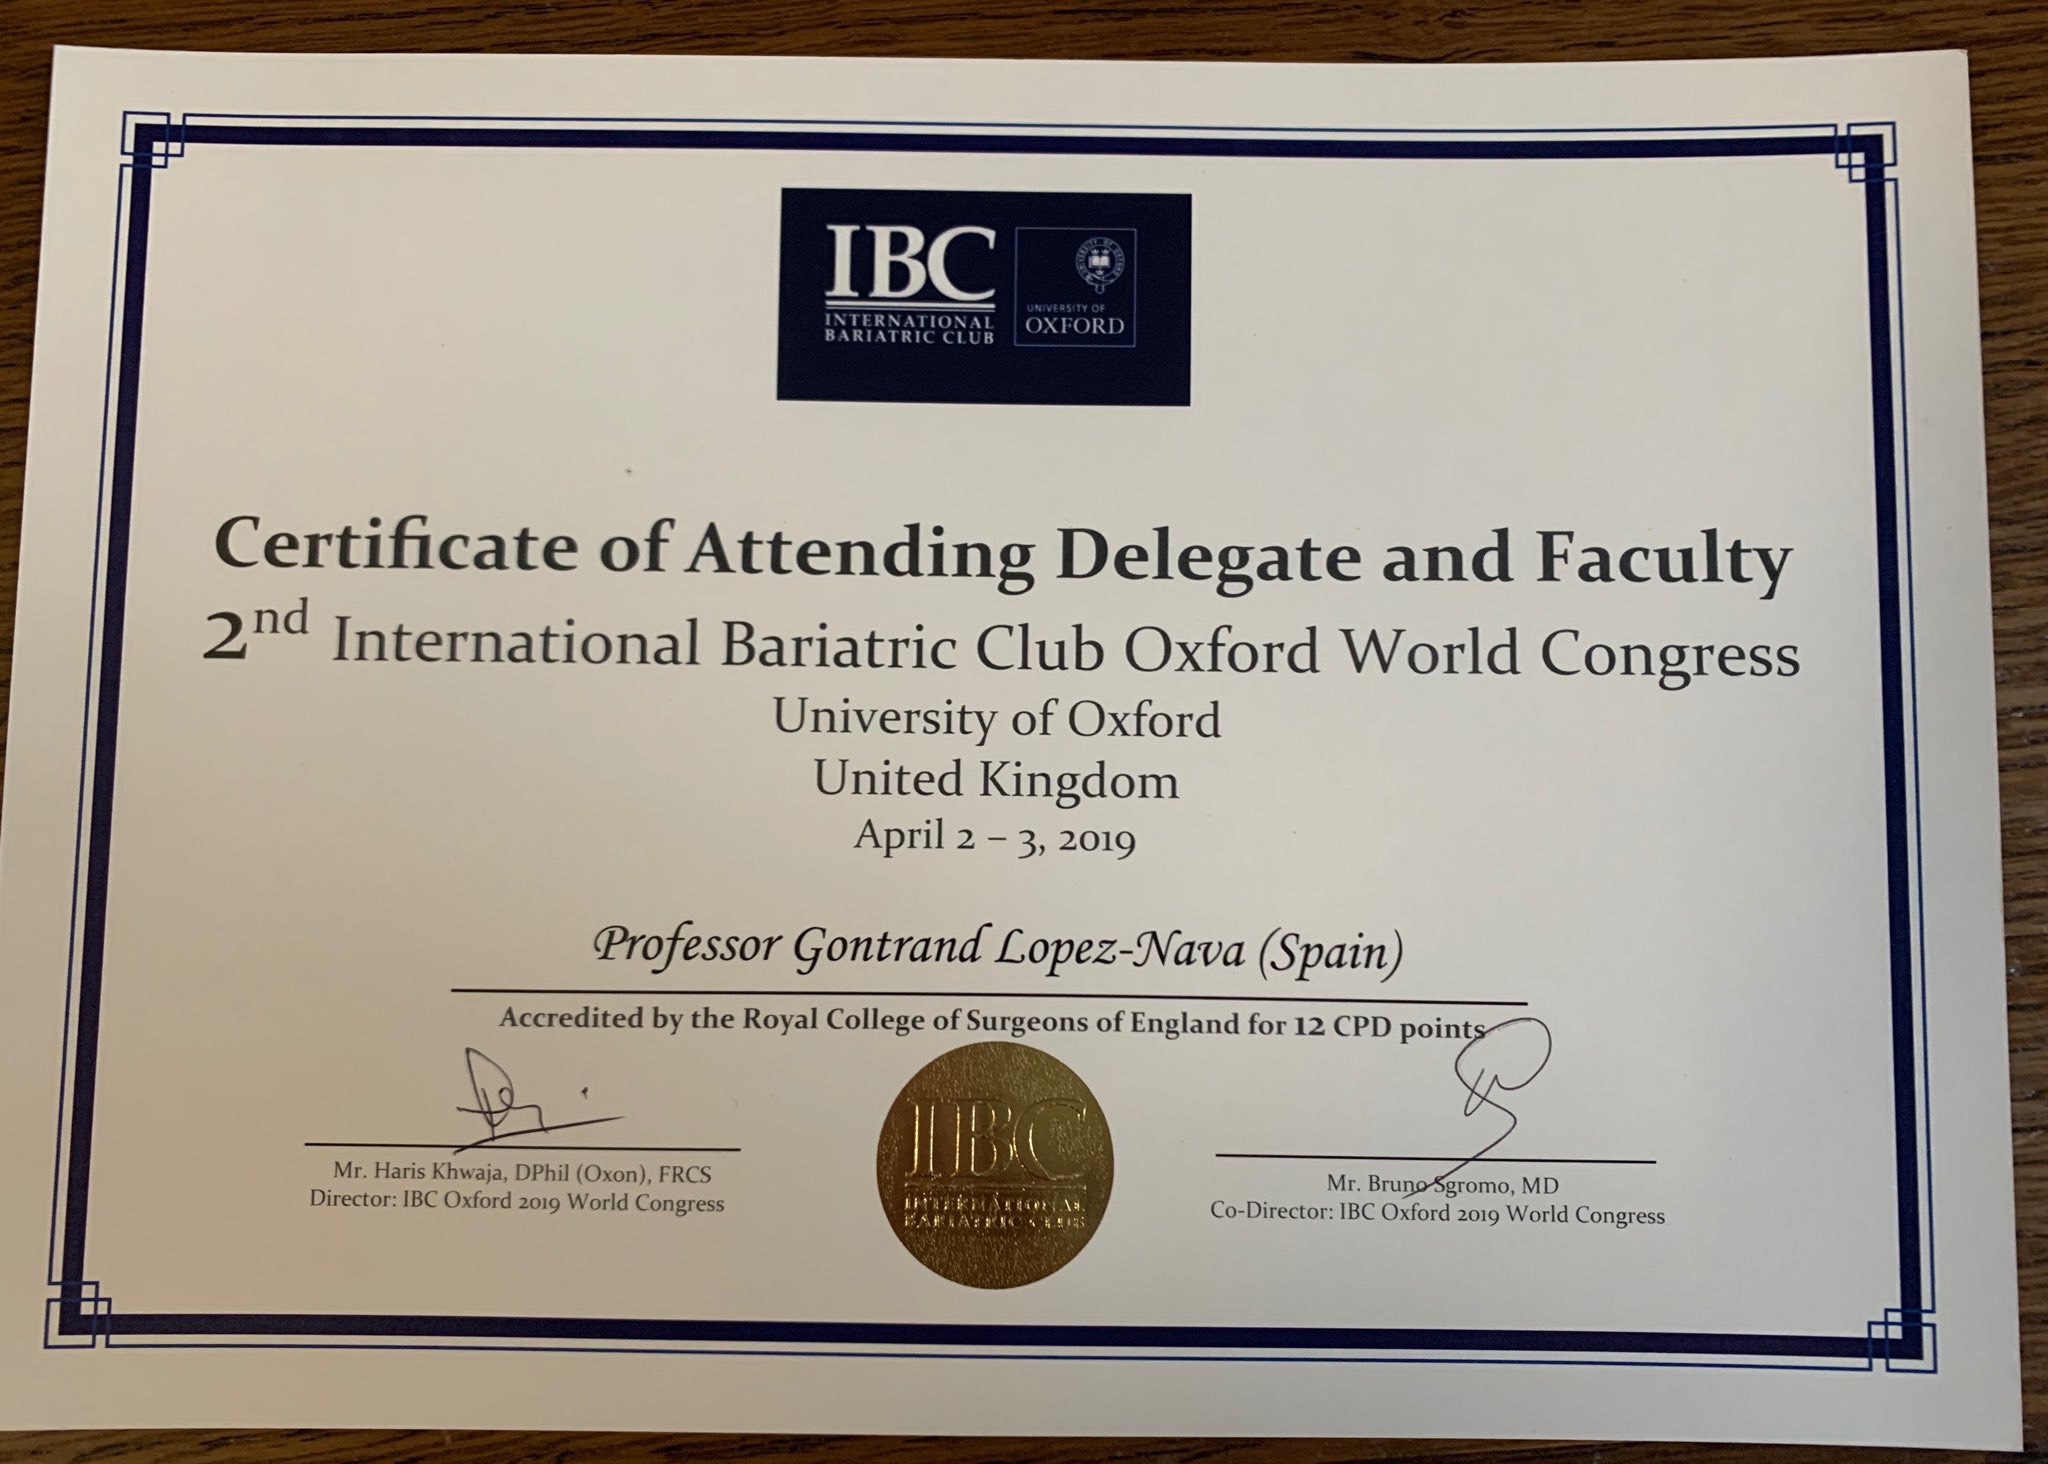 IBC
INTERNATIONAL
BARIATRIC CLUB
UNIVERSITY OF
OXFORD
Certificate of Attending Delegate and Faculty
2nd International Bariatric Club Oxford World Congress
University of Oxford
United Kingdom
April 2 – 3, 2019
Professor Gontrand Lopez-Nava (Spain)
Accredited by the Royal College of Surgeons of England for 12 CPD points
Mr. Haris Khwaja, DPhil (Oxon), FRCS
Director: IBC Oxford 2019 World Congress
IBC
INTERNATIONAL
BARIATRIC CLUB
Mr. Bruno Sgromo, MD
Co-Director: IBC Oxford 2019 World Congress